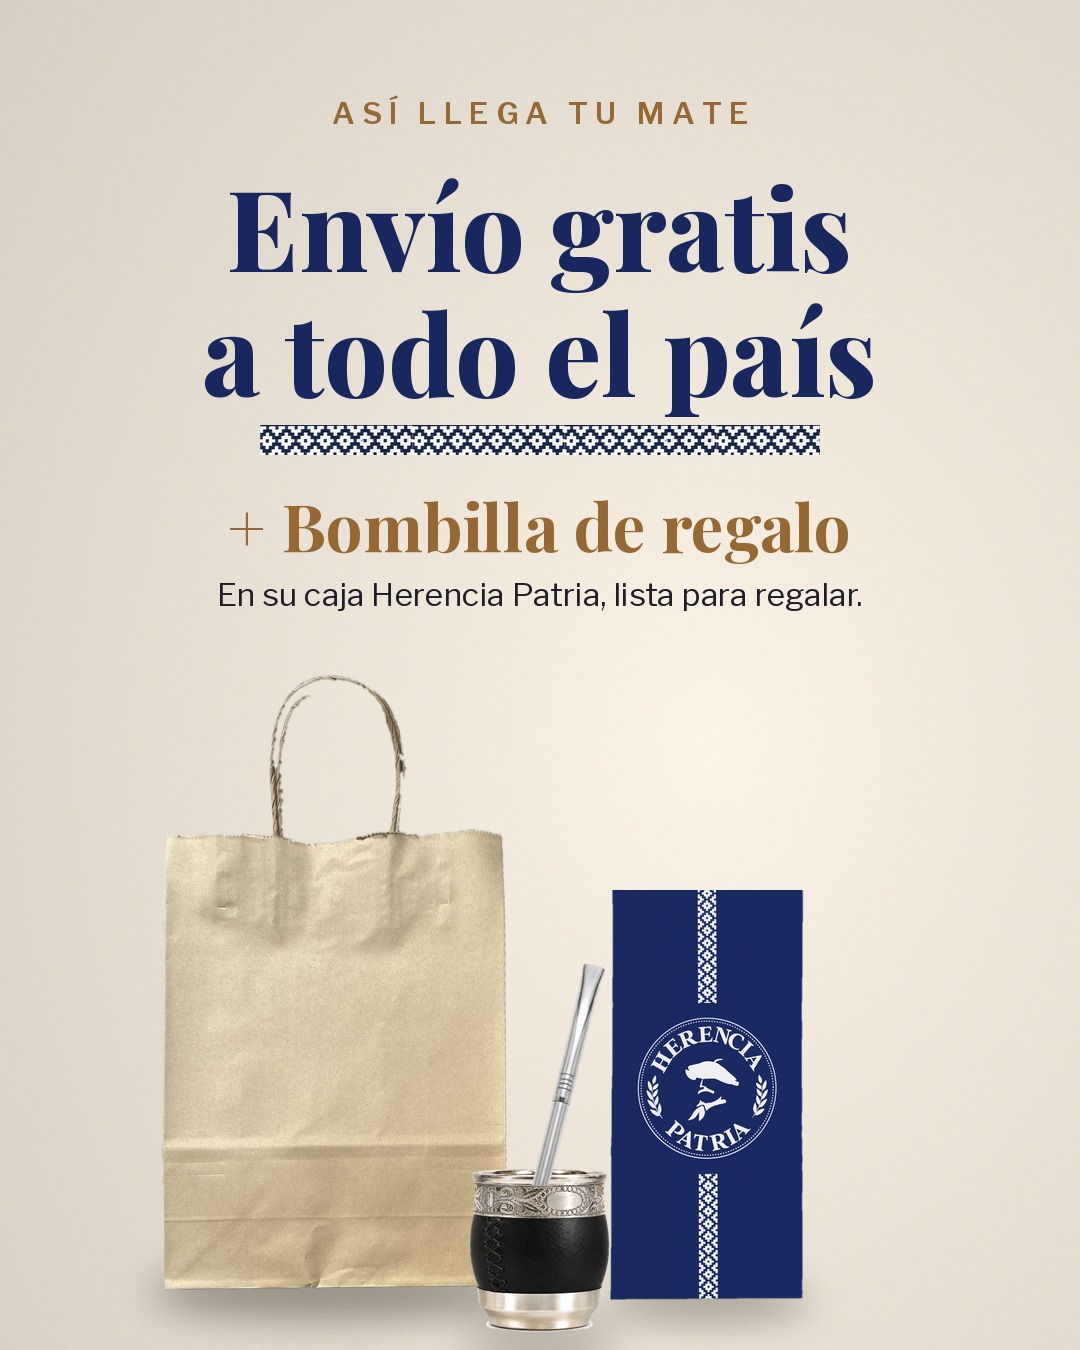 ASÍ LLEGA TU MATE
Envío gratis
a todo el país
+ Bombilla de regalo
En su caja Herencia Patria, lista para regalar.
HERENCIA
PATRIA